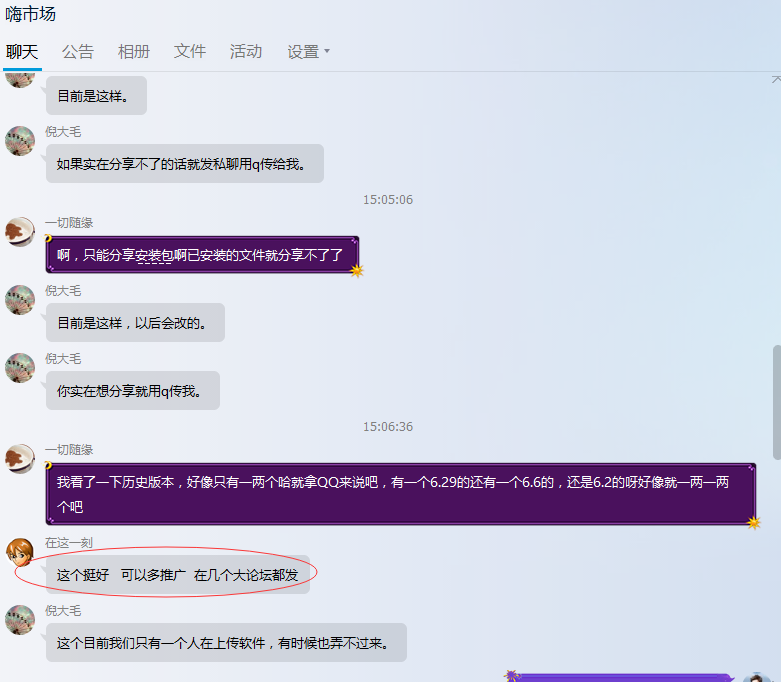 嗨市场
聊天 公告 相册 文件 活动 设置
目前是这样。
倪大毛
如果实在分享不了的话就发私聊用q传给我。
15:05:06
一切随缘
啊，只能分享安装包啊已安装的文件就分享不了了
倪大毛
目前是这样，以后会改的。
倪大毛
你实在想分享就用q传我。
15:06:36
一切随缘
我看了一下历史版本，好像只有一两个哈就拿QQ来说吧，有一个6.29的还有一个6.6的，还是6.2的呀好像就一两一两
个吧
在这一刻
这个挺好 可以多推广 在几个大论坛都发
倪大毛
这个目前我们只有一个人在上传软件，有时候也弄不过来。